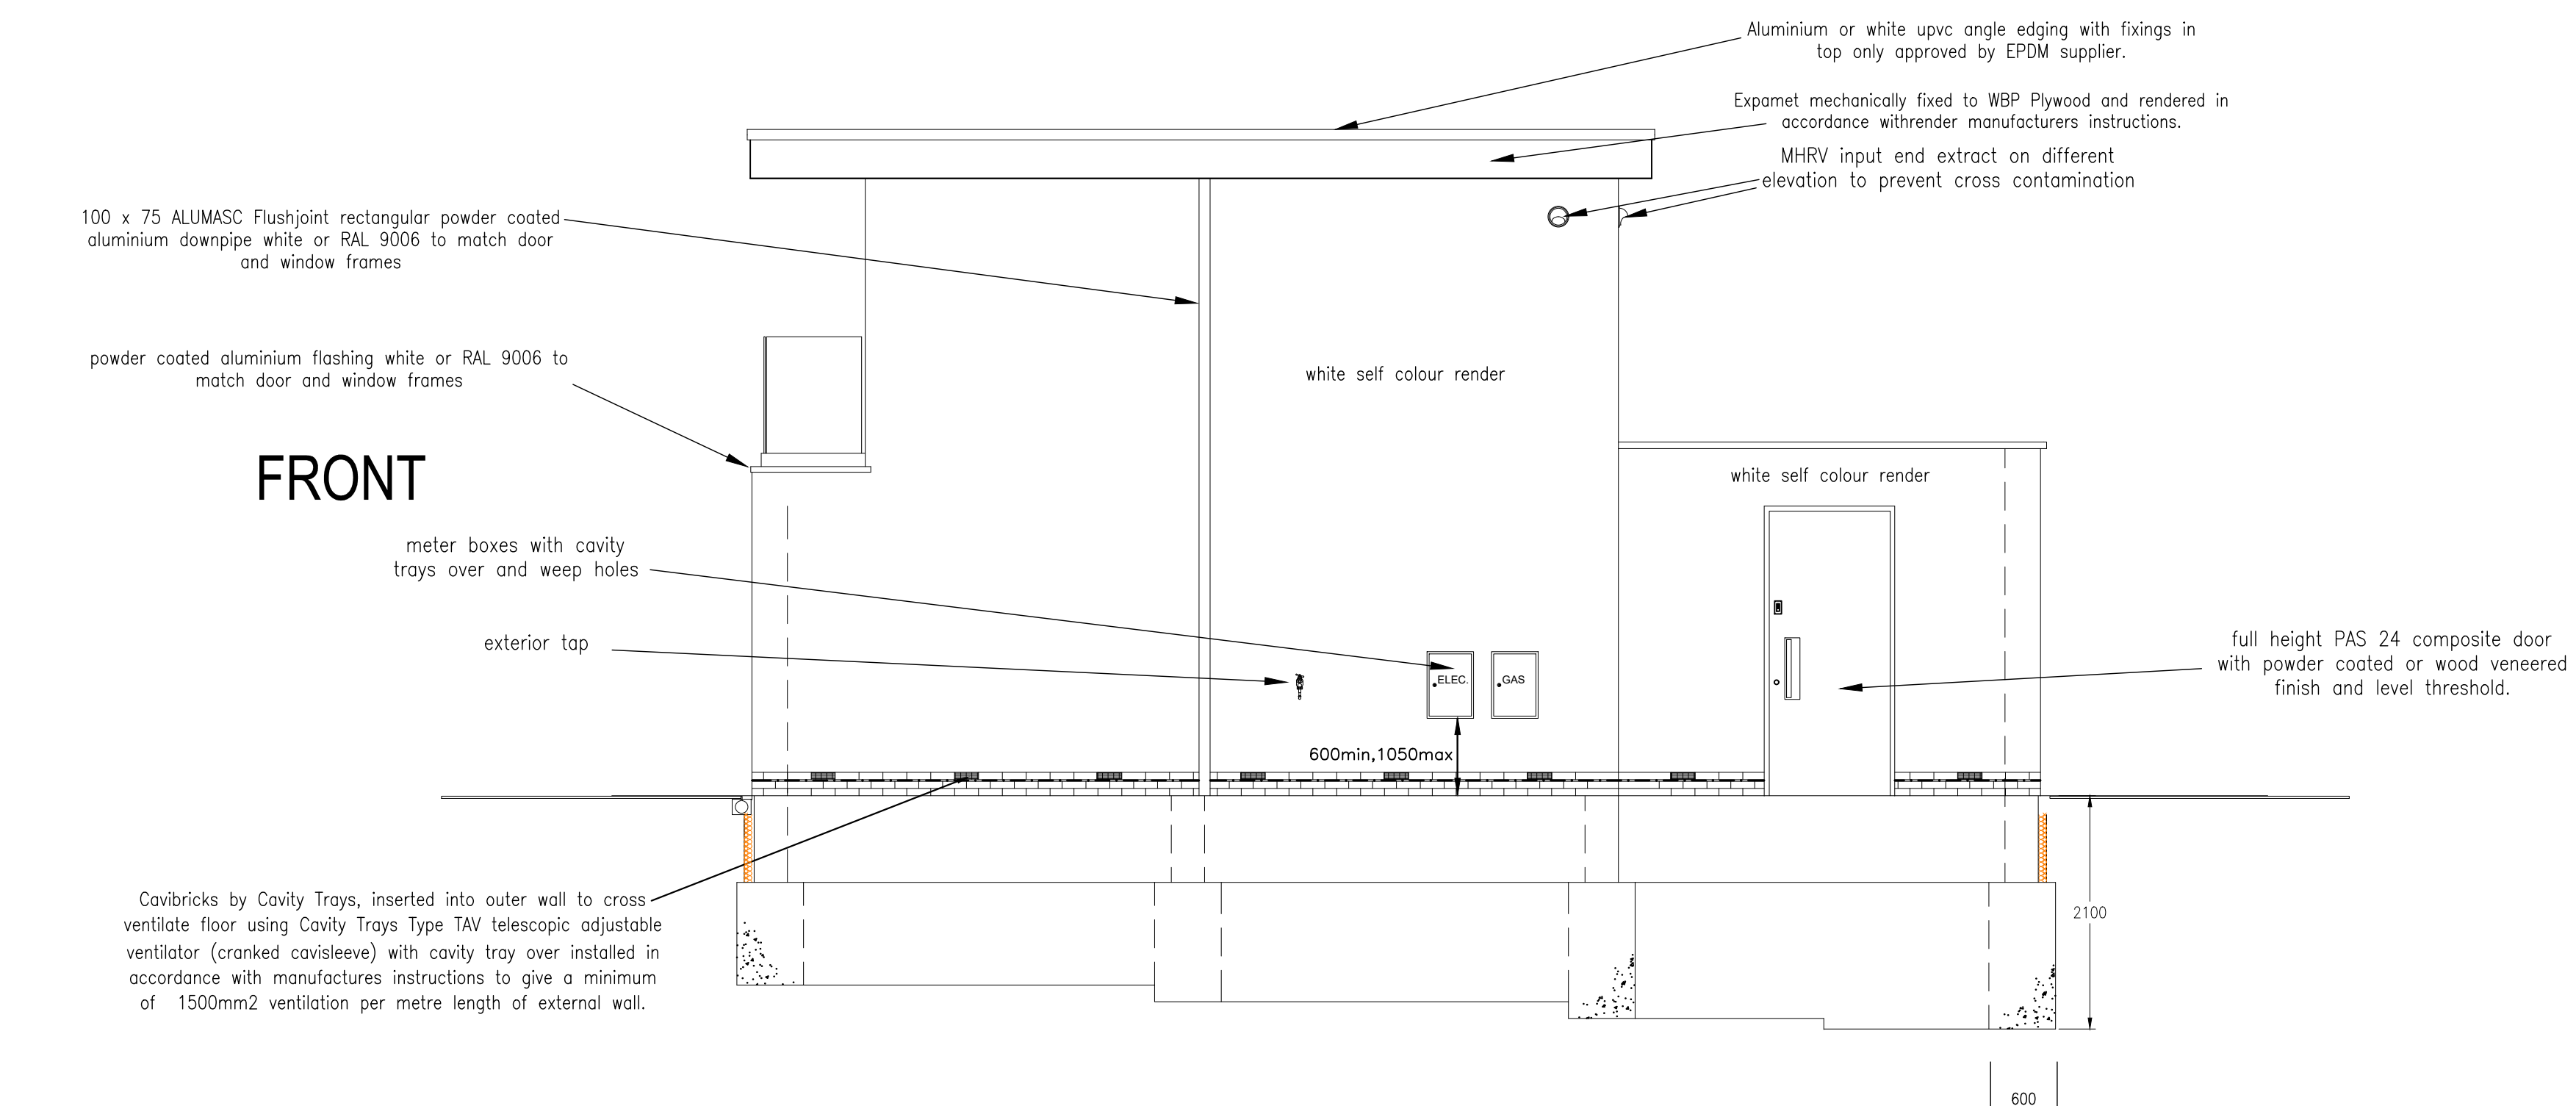 Aluminium or white upvc angle edging with fixings in
top only approved by EPDM supplier.
Expamet mechanically fixed to WBP Plywood and rendered in
accordance withrender manufacturers instructions.
MHRV input end extract on different
elevation to prevent cross contamination
100 x 75 ALUMASC Flushjoint rectangular powder coated
aluminium downpipe white or RAL 9006 to match door
and window frames
powder coated aluminium flashing white or RAL 9006 to
match door and window frames
white self colour render
FRONT
white self colour render
meter boxes with cavity
trays over and weep holes
exterior tap
ELEC.
GAS
full height PAS 24 composite door
with powder coated or wood veneered
finish and level threshold.
600min,1050max
Cavibricks by Cavity Trays, inserted into outer wall to cross
ventilate floor using Cavity Trays Type TAV telescopic adjustable
ventilator (cranked cavisleeve) with cavity tray over installed in
accordance with manufactures instructions to give a minimum
of 1500mm2 ventilation per metre length of external wall.
2100
600